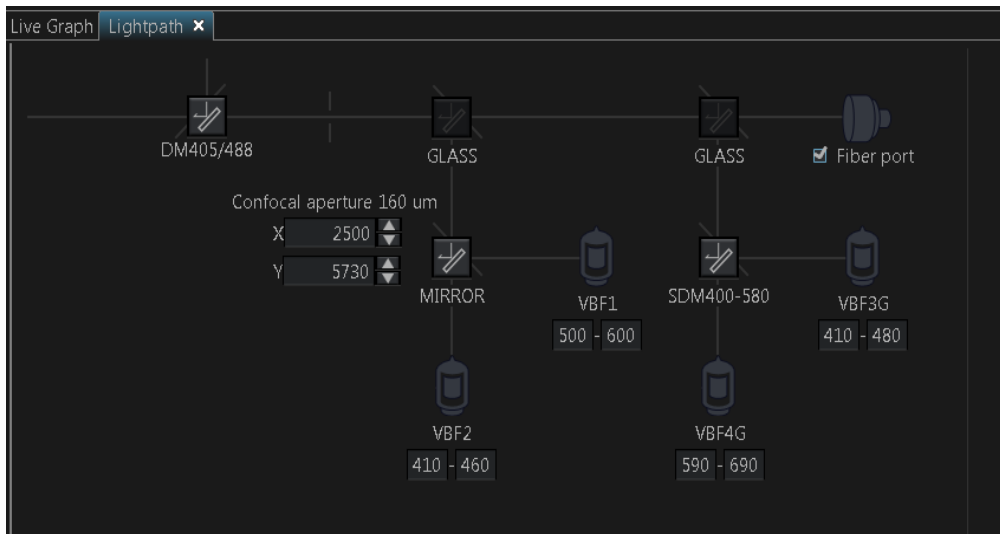 Live Graph Lightpath ×
DM405/488
GLASS
GLASS
Fiber port
Confocal aperture 160 um
X 2500
Y 5730
MIRROR
VBF1
500 - 600
SDM400-580
VBF3G
410 - 480
VBF2
410 - 460
VBF4G
590 - 690